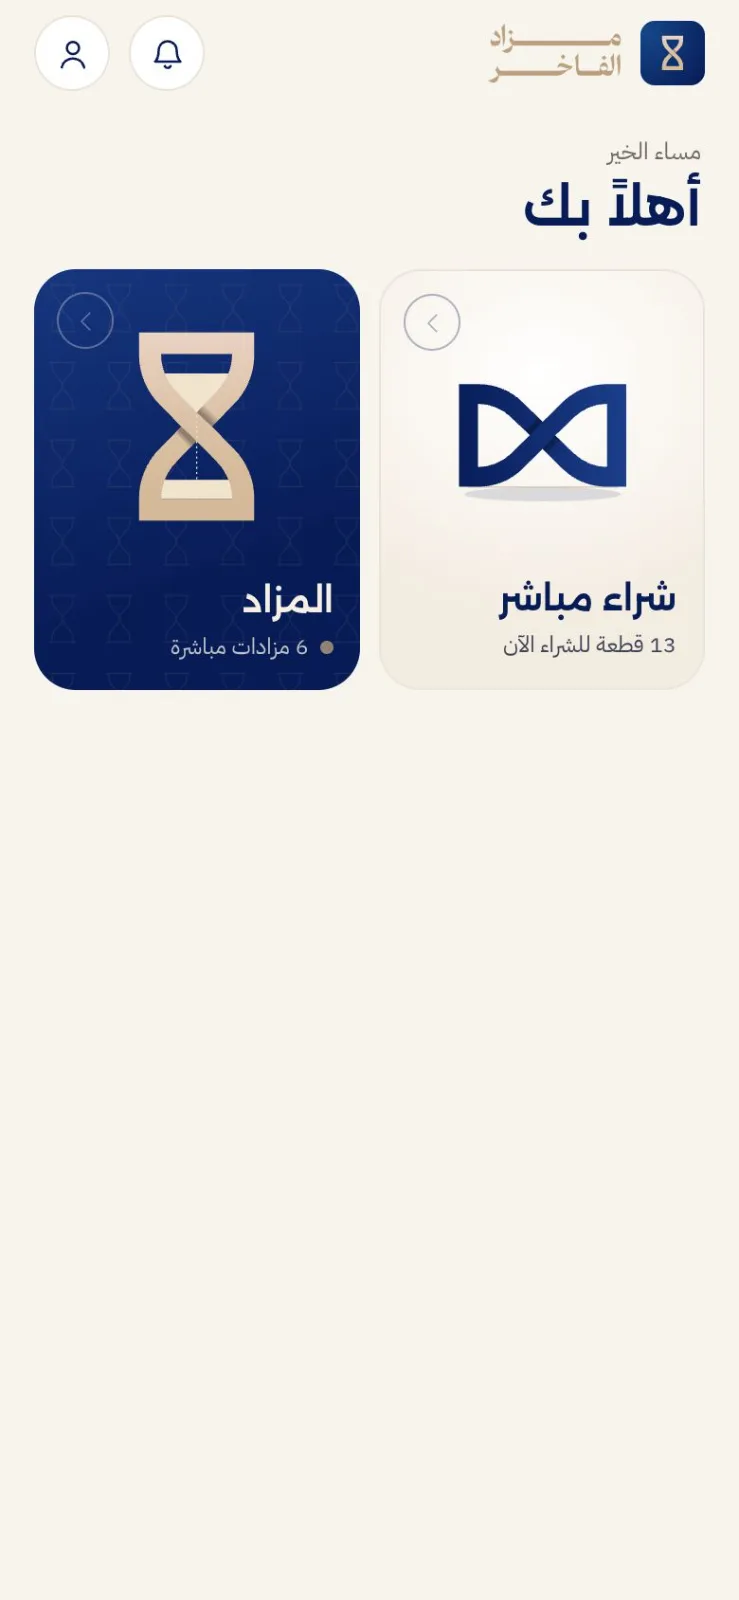 مـــزاد
الفـاخـــر
مساء الخير
أهلاً بك
شراء مباشر
13 قطعة للشراء الآن
المزاد
6 مزادات مباشرة